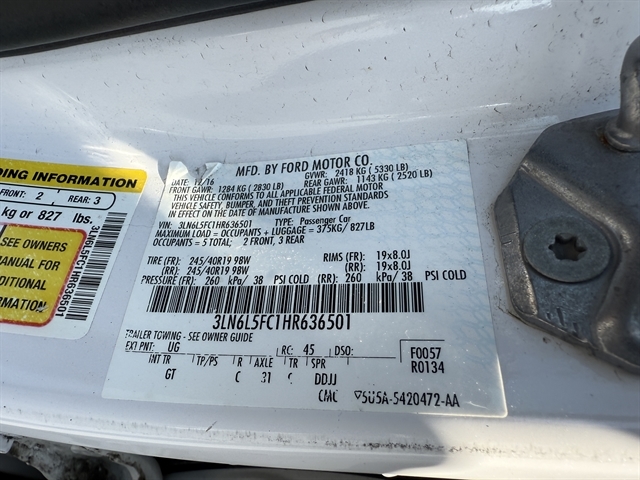 DING INFORMATION
FRONT: 2 REAR: 3
kg or 827 lbs.
SEE OWNERS
MANUAL FOR
ADDITIONAL
INFORMATION
3LN6L5FC1HR636501
MFD. BY FORD MOTOR CO.
DATE: 12/16 GVWR: 2418 KG ( 5330 LB)
FRONT GAWR: 1284 KG ( 2830 LB) REAR GAWR: 1143 KG ( 2520 LB)
THIS VEHICLE CONFORMS TO ALL APPLICABLE FEDERAL MOTOR
VEHICLE SAFETY, BUMPER, AND THEFT PREVENTION STANDARDS
IN EFFECT ON THE DATE OF MANUFACTURE SHOWN ABOVE.
VIN: 3LN6L5FC1HR636501 TYPE: Passenger Car
MAXIMUM LOAD = OCCUPANTS + LUGGAGE = 375KG/ 827LB
OCCUPANTS = 5 TOTAL; 2 FRONT, 3 REAR
TIRE (FR): 245/40R19 98W RIMS (FR): 19x8.0J
(RR): 245/40R19 98W (RR): 19x8.0J
PRESSURE (FR): 260 kPa/ 38 PSI COLD (RR): 260 kPa/ 38 PSI COLD
3LN6L5FC1HR636501
TRAILER TOWING - SEE OWNER GUIDE
EXT PNT: UG RC: 45 DSO: F0057
INT TR TP/PS R AXLE TR SPR R0134
GT C 31 C DDJJ
CMC 5U5A-5420472-AA